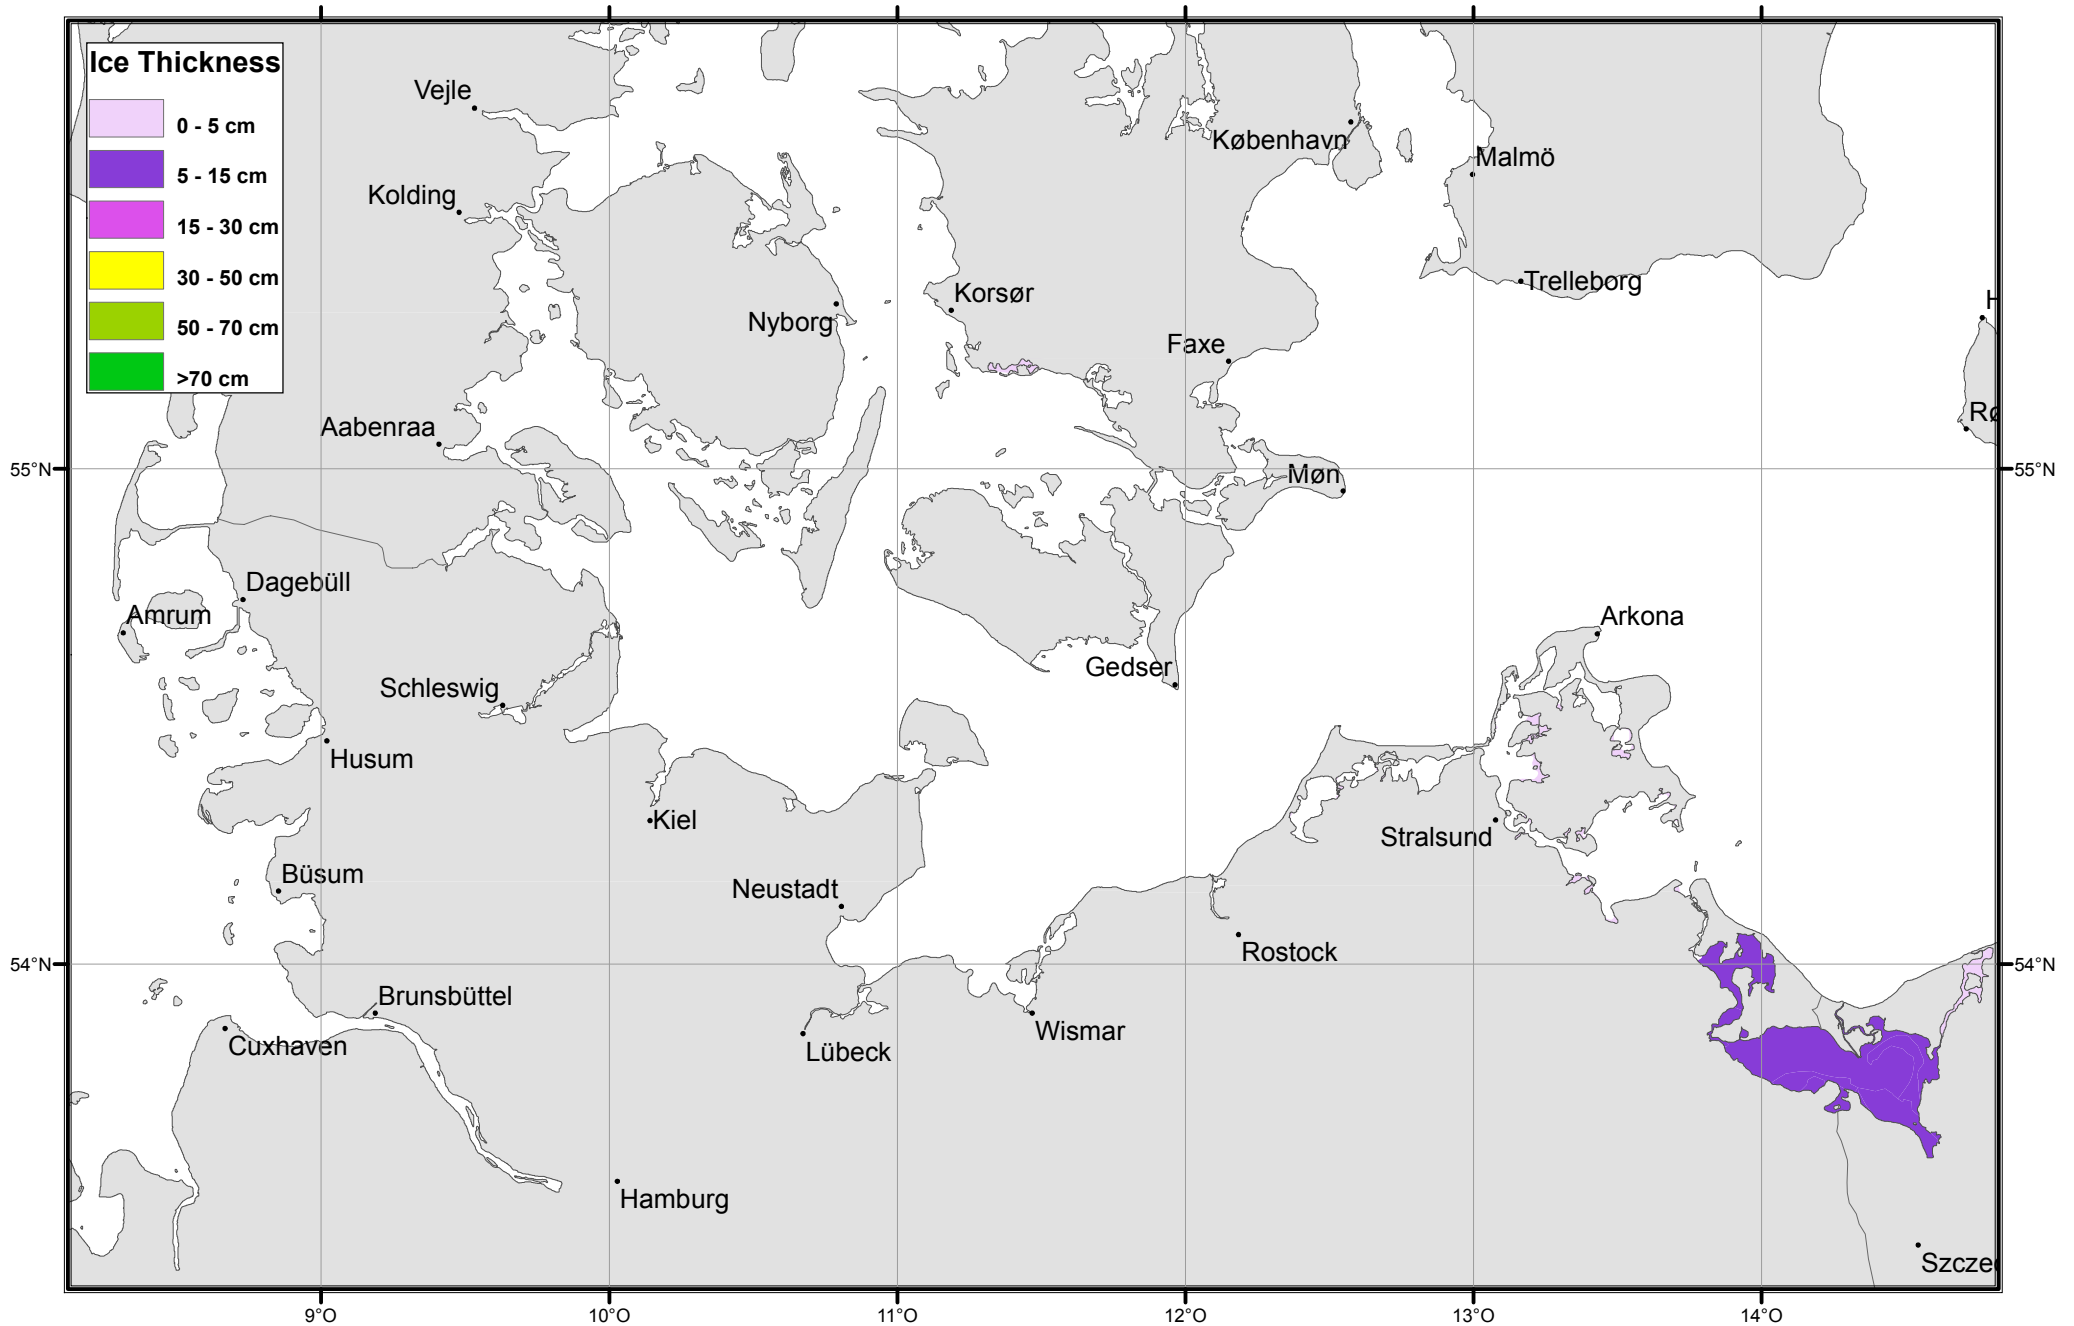 Ice Thickness
0 - 5 cm
5 - 15 cm
15 - 30 cm
30 - 50 cm
50 - 70 cm
>70 cm
Vejle
København
Malmö
Kolding
Trelleborg
Korsør
H
Nyborg
Faxe
Rø
Aabenraa
55°N
55°N
Møn
Dagebüll
Amrum
Arkona
Gedser
Schleswig
Husum
Kiel
Stralsund
Büsum
Neustadt
Rostock
54°N
54°N
Brunsbüttel
Wismar
Cuxhaven
Lübeck
Hamburg
Szcze
9°O
10°O
11°O
12°O
13°O
14°O